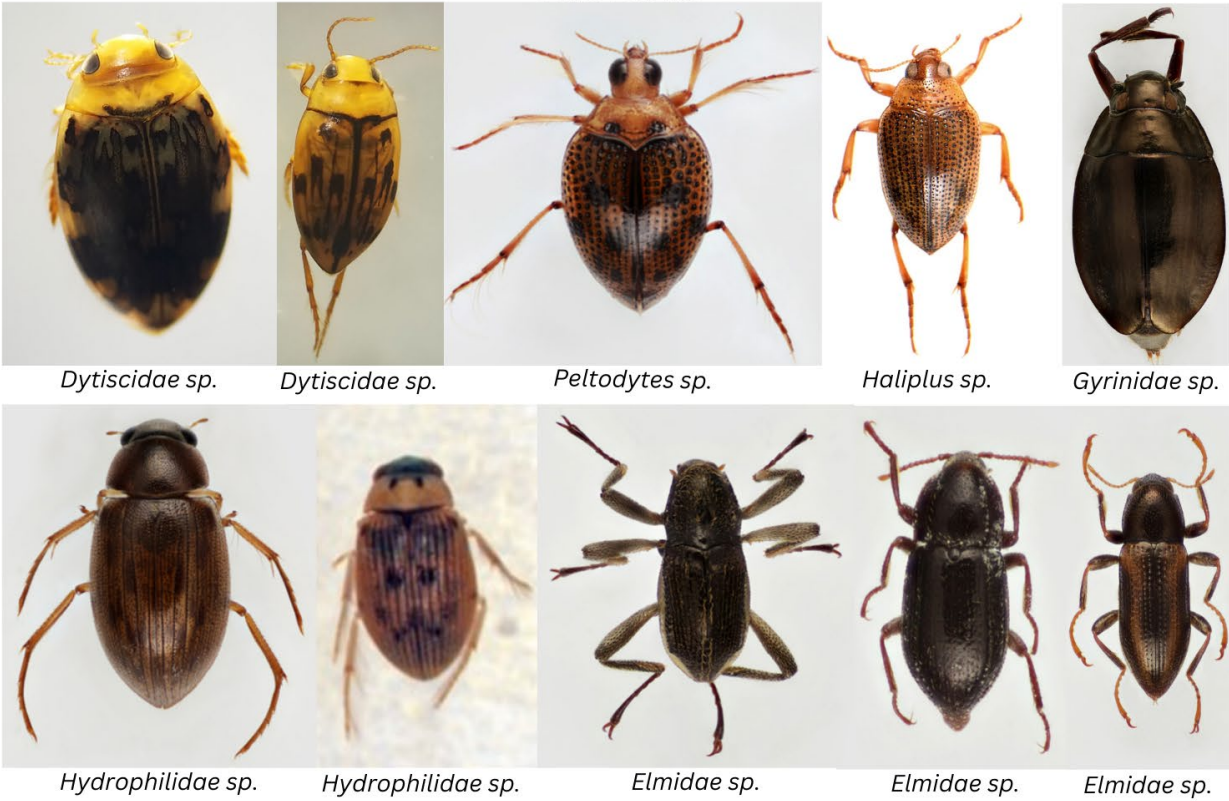 Dytiscidae sp.
Dytiscidae sp.
Peltodytes sp.
Haliplus sp.
Gyrinidae sp.
Hydrophilidae sp.
Hydrophilidae sp.
Elmidae sp.
Elmidae sp.
Elmidae sp.